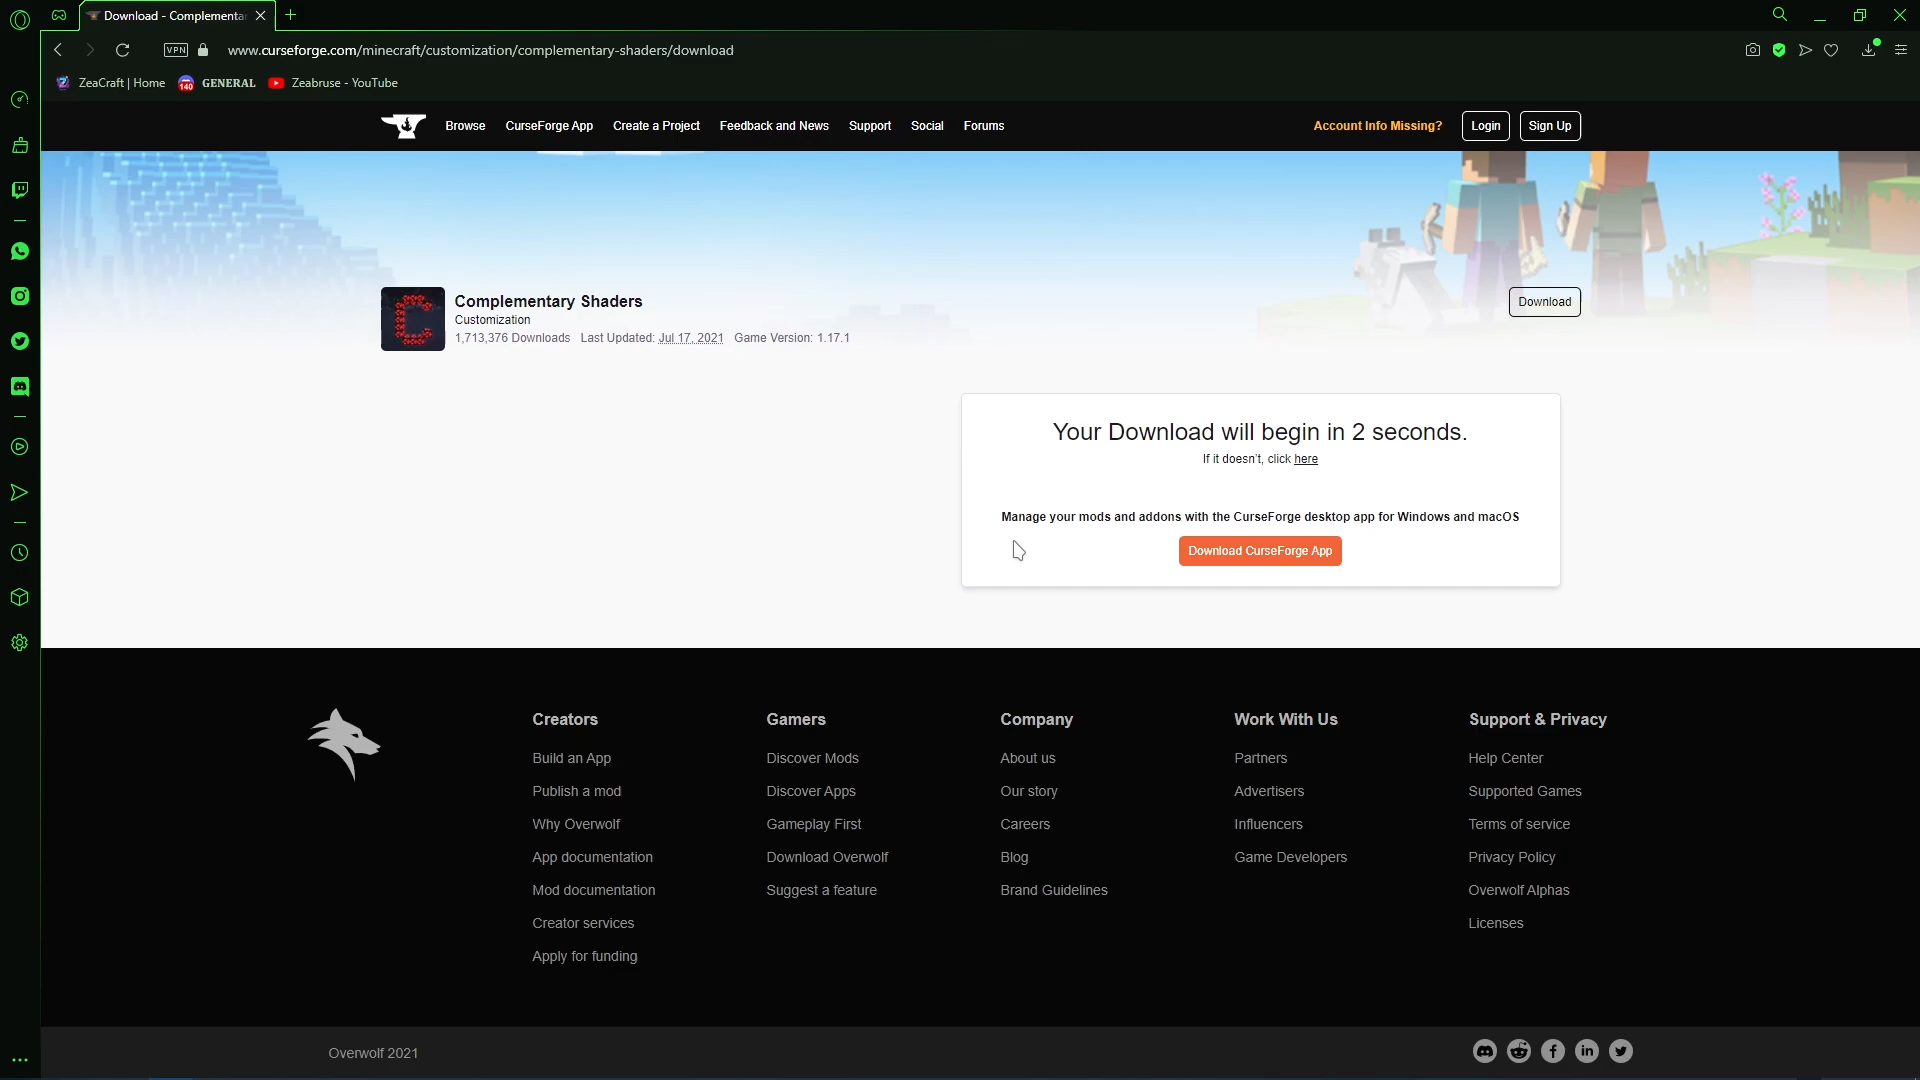 Download - Complementar
VPN
www.curseforge.com/minecraft/customization/complementary-shaders/download
ZeaCraft | Home
140
GENERAL
Zeabruse - YouTube
Browse
CurseForge App
Create a Project
Feedback and News
Support
Social
Forums
Account Info Missing?
Login
Sign Up
C
Complementary Shaders
Customization
1,713,376 Downloads Last Updated: Jul 17, 2021 Game Version: 1.17.1
Download
Your Download will begin in 2 seconds.
If it doesn't, click here
Manage your mods and addons with the CurseForge desktop app for Windows and macOS
Download CurseForge App
Creators
Build an App
Publish a mod
Why Overwolf
App documentation
Mod documentation
Creator services
Apply for funding
Gamers
Discover Mods
Discover Apps
Gameplay First
Download Overwolf
Suggest a feature
Company
About us
Our story
Careers
Blog
Brand Guidelines
Work With Us
Partners
Advertisers
Influencers
Game Developers
Support & Privacy
Help Center
Supported Games
Terms of service
Privacy Policy
Overwolf Alphas
Licenses
Overwolf 2021